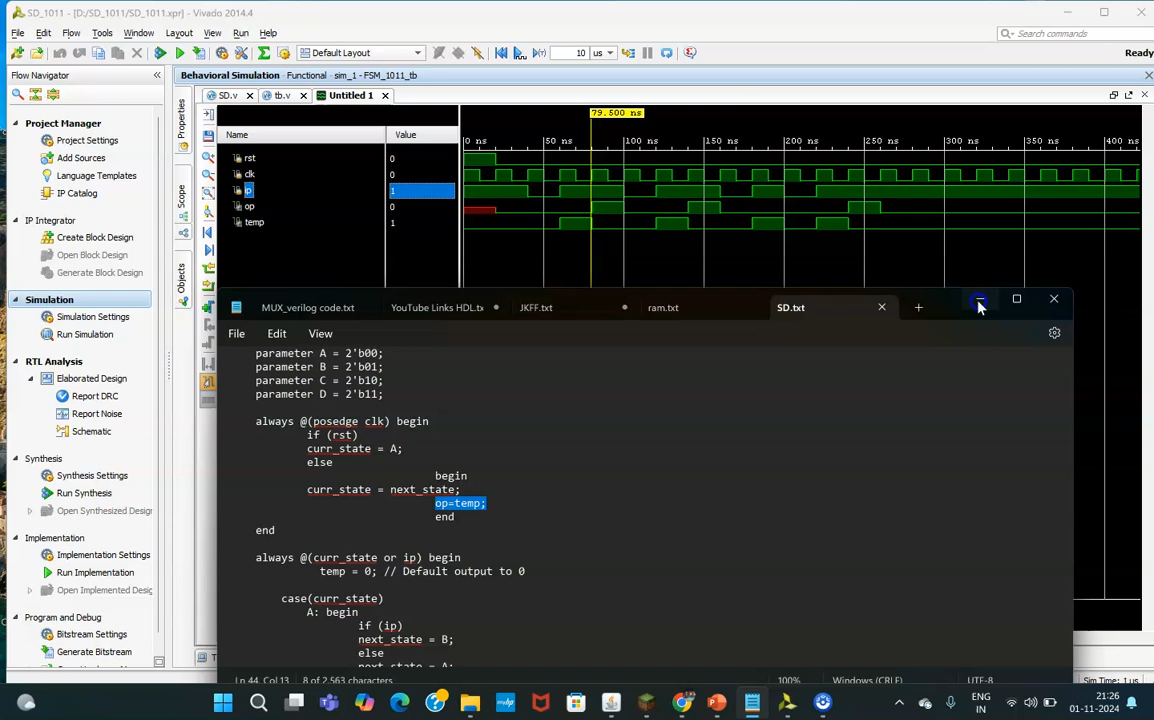 SD_1011 - [D:/SD_1011/SD_1011.xpr] - Vivado 2014.4
File Edit Flow Tools Window Layout View Run Help
Search commands
Default Layout
10 us
Ready
Flow Navigator
Behavioral Simulation - Functional - sim_1 - FSM_1011_tb
SD.v tb.v Untitled 1
Project Manager
Project Settings
Add Sources
Language Templates
IP Catalog
IP Integrator
Create Block Design
Open Block Design
Generate Block Design
Simulation
Simulation Settings
Run Simulation
RTL Analysis
Elaborated Design
Report DRC
Report Noise
Schematic
Synthesis
Synthesis Settings
Run Synthesis
Open Synthesized Design
Implementation
Implementation Settings
Run Implementation
Open Implemented Desig
Program and Debug
Bitstream Settings
Generate Bitstream
Properties
Scope
Objects
Name Value
rst 0
clk 0
ip 1
op 0
temp 1
79.500 ns
0 ns 50 ns 100 ns 150 ns 200 ns 250 ns 300 ns 350 ns 400 ns
MUX_verilog code.txt YouTube Links HDL.tx JKFF.txt ram.txt SD.txt
File Edit View
parameter A = 2'b00;
parameter B = 2'b01;
parameter C = 2'b10;
parameter D = 2'b11;
always @(posedge clk) begin
if (rst)
curr_state = A;
else
begin
curr_state = next_state;
op=temp;
end
end
always @(curr_state or ip) begin
temp = 0; // Default output to 0
case(curr_state)
A: begin
if (ip)
next_state = B;
else
next_state = A;
Ln 44, Col 13 8 of 2,563 characters 100% Windows (CRLF) UTF-8
Sim Time: 1 us
ENG
IN
21:26
01-11-2024